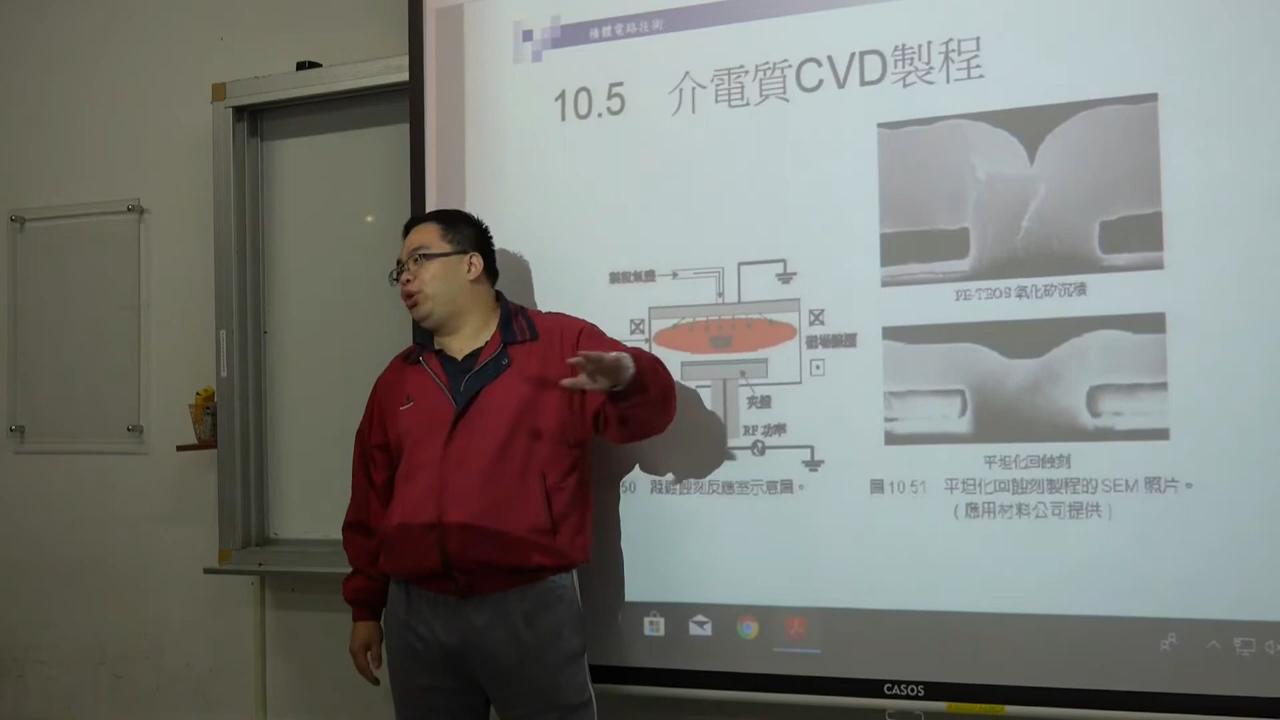 積體電路技術
10.5 介電質CVD製程
PE-TEOS 氧化矽沉積
夾盤
RF 功率
平坦化回蝕刻
圖 10.51 平坦化回蝕刻製程的 SEM 照片。
(應用材料公司提供)
CASOS